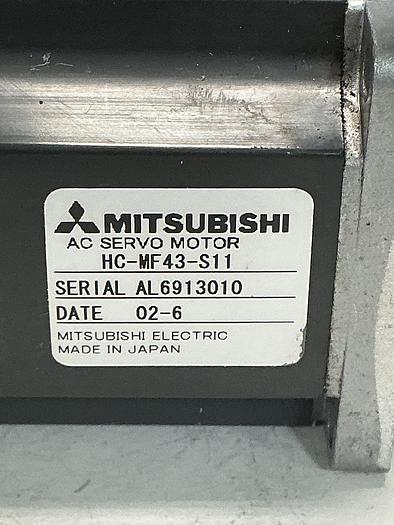 MITSUBISHI
AC SERVO MOTOR
HC-MF43-S11
SERIAL AL6913010
DATE 02-6
MITSUBISHI ELECTRIC
MADE IN JAPAN